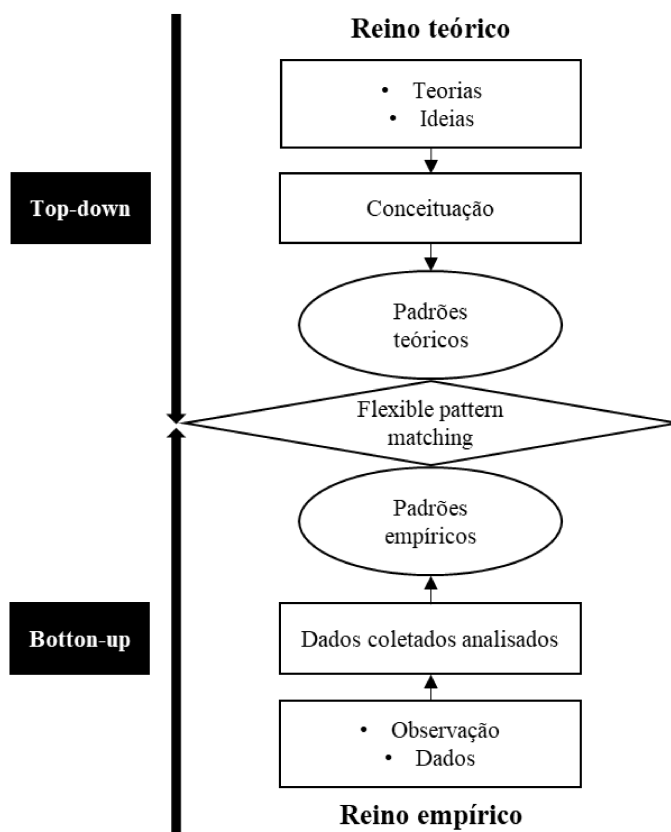 Reino teórico
• Teorias
• Ideias
Top-down
Conceituação
Padrões
teóricos
Flexible pattern
matching
Padrões
empíricos
Botton-up
Dados coletados analisados
• Observação
• Dados
Reino empírico